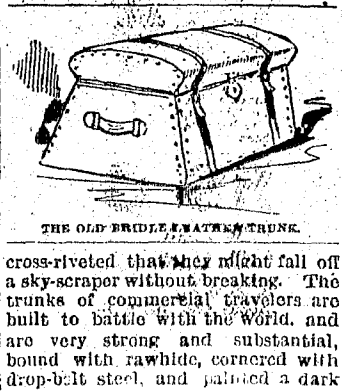 THE OLD BRIDLE LEATHER TRUNK.
cross-riveted that they might fall off
a sky-scraper without breaking. The
trunks of commercial travelers are
built to battle with the world, and
are very strong and substantial,
bound with rawhide, cornered with
drop-bilt steel, and painted a dark